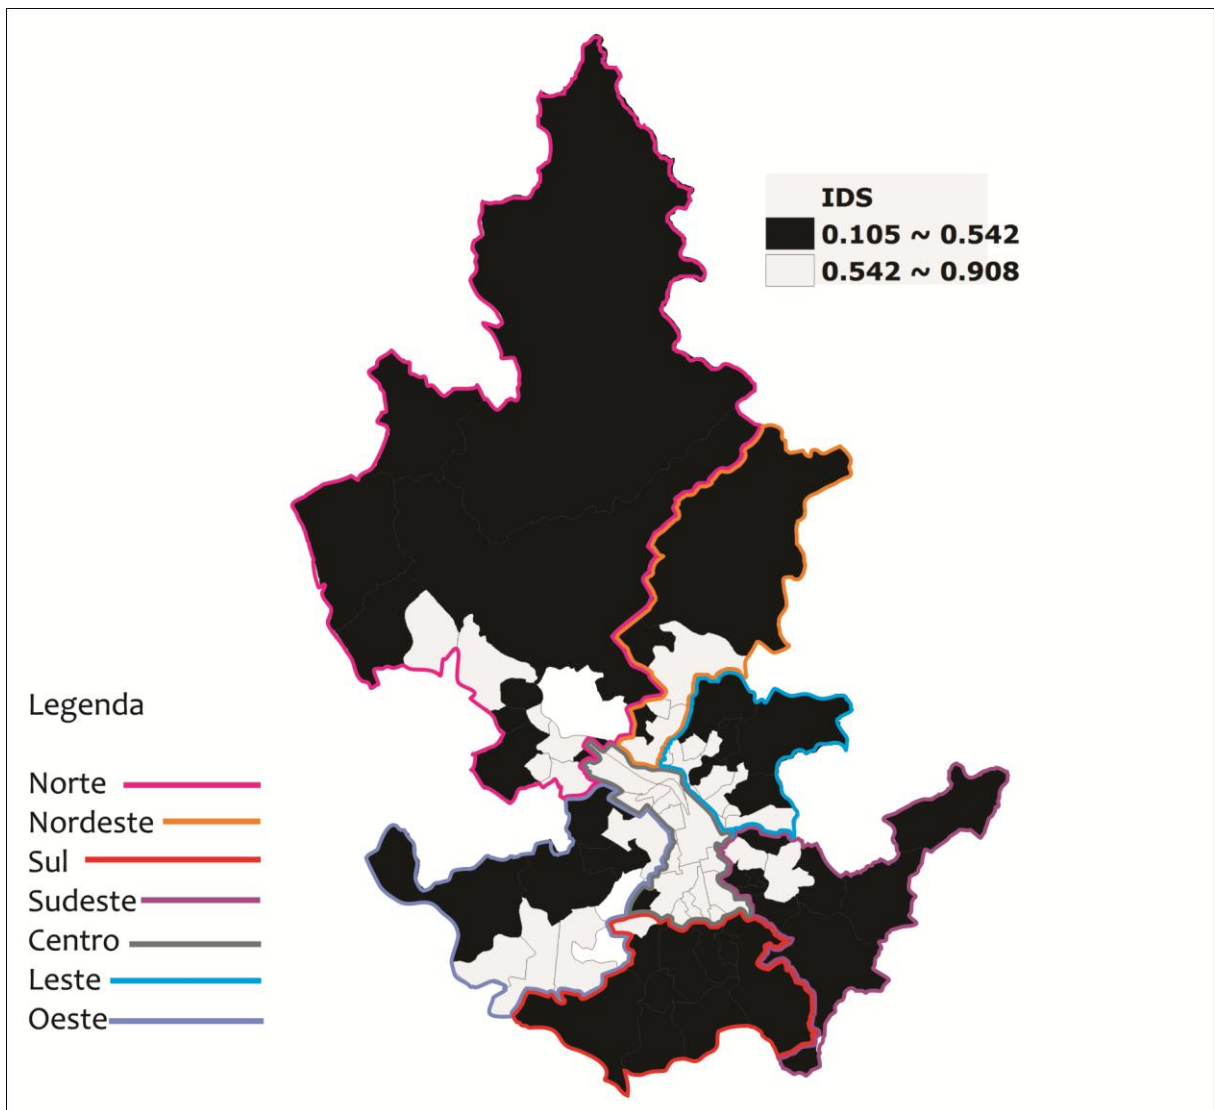 IDS
0.105 ~ 0.542
0.542 ~ 0.908
Legenda
Norte
Nordeste
Sul
Sudeste
Centro
Leste
Oeste